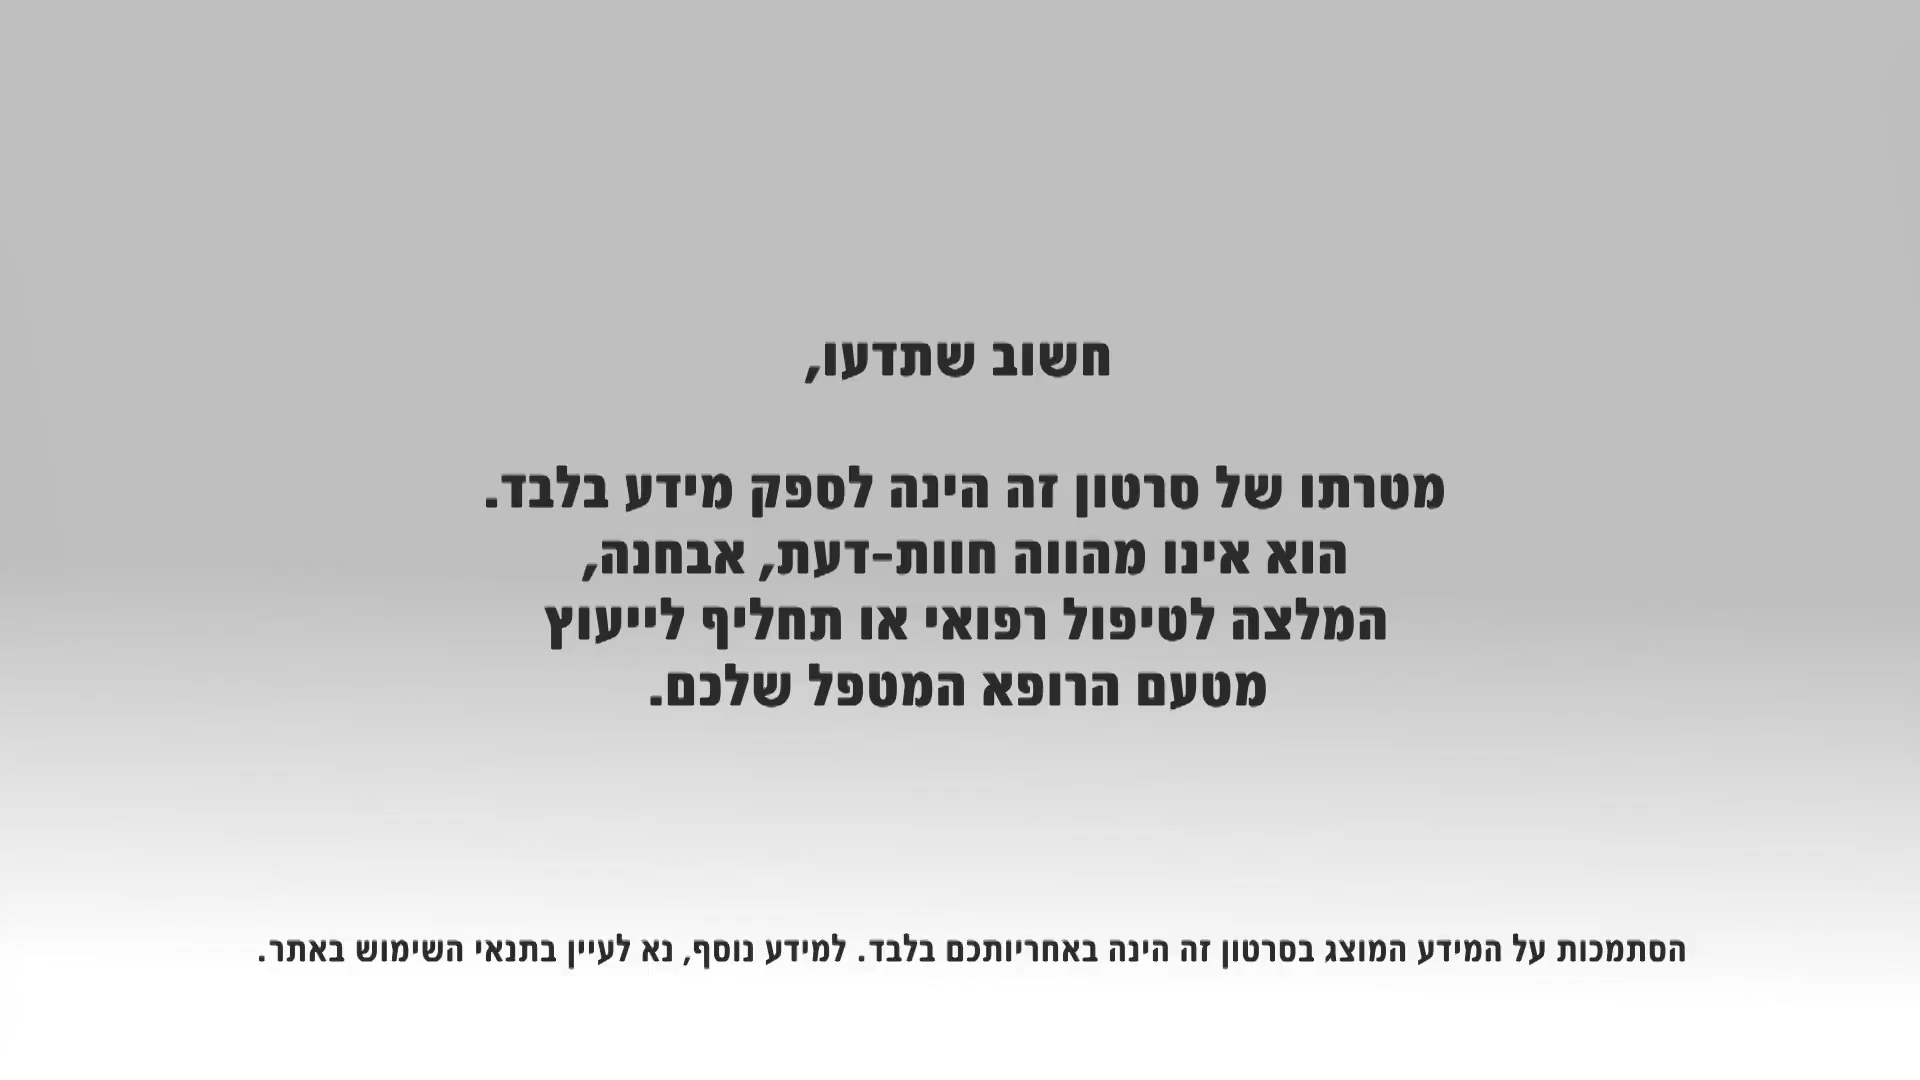 חשוב שתדעו,
מטרתו של סרטון זה הינה לספק מידע בלבד.
הוא אינו מהווה חוות-דעת, אבחנה,
המלצה לטיפול רפואי או תחליף לייעוץ
מטעם הרופא המטפל שלכם.
הסתמכות על המידע המוצג בסרטון זה הינה באחריותכם בלבד. למידע נוסף, נא לעיין בתנאי השימוש באתר.